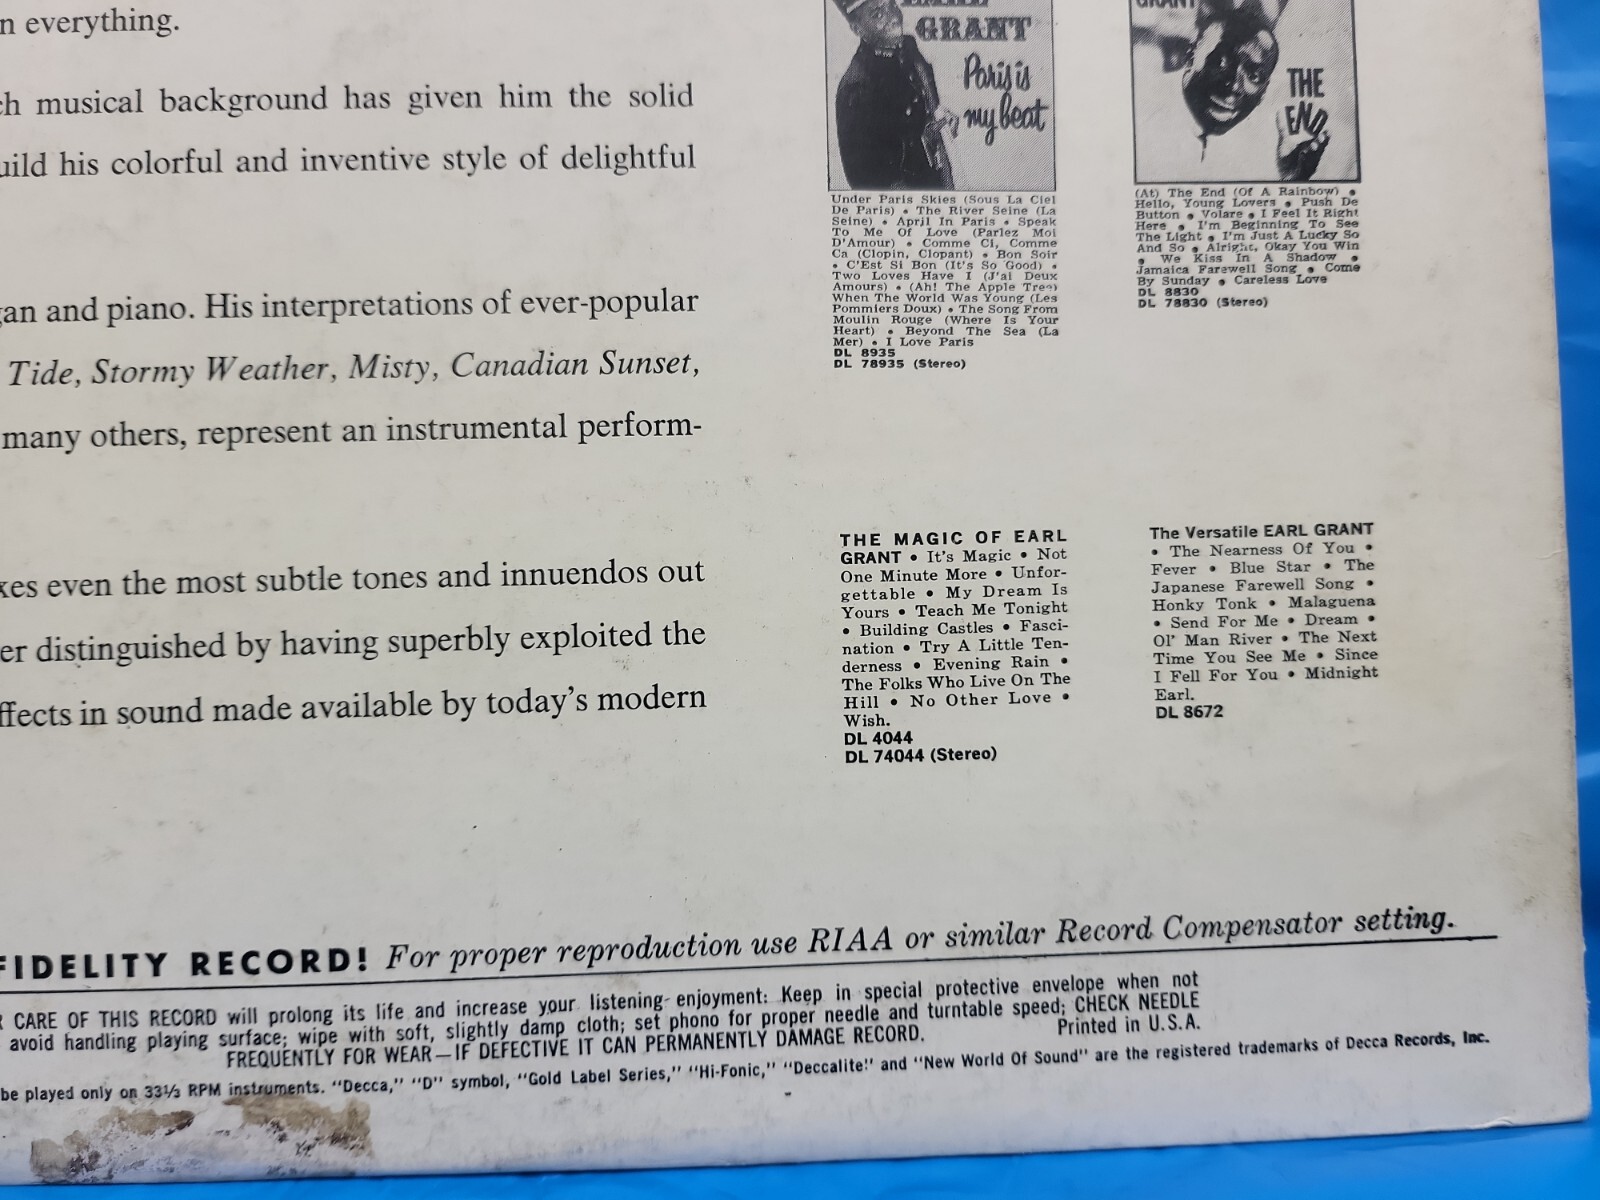 n everything.
ch musical background has given him the solid
uild his colorful and inventive style of delightful
gan and piano. His interpretations of ever-popular
Tide, Stormy Weather, Misty, Canadian Sunset,
many others, represent an instrumental perform-
kes even the most subtle tones and innuendos out
er distinguished by having superbly exploited the
ffects in sound made available by today's modern
EARL
GRANT
Paris is
my beat
Under Paris Skies (Sous La Ciel
De Paris) • The River Seine (La
Seine) • April In Paris • Speak
To Me Of Love (Parlez Moi
D'Amour) • Comme Ci, Comme
Ca (Clopin, Clopant) • Bon Soir
• C'Est Si Bon (It's So Good) •
Two Loves Have I (J'ai Deux
Amours) • (Ah! The Apple Trees)
When The World Was Young (Les
Pommiers Doux) • The Song From
Moulin Rouge (Where Is Your
Heart) • Beyond The Sea (La
Mer) • I Love Paris
DL 8935
DL 78935 (Stereo)
GRANT
THE
END
(At) The End (Of A Rainbow) •
Hello, Young Lovers • Push De
Button • Volare • I Feel It Right
Here • I'm Beginning To See
The Light • I'm Just A Lucky So
And So • Alright, Okay You Win
• We Kiss In A Shadow •
Jamaica Farewell Song • Come
By Sunday • Careless Love
DL 8830
DL 78830 (Stereo)
THE MAGIC OF EARL
GRANT • It's Magic • Not
One Minute More • Unfor-
gettable • My Dream Is
Yours • Teach Me Tonight
• Building Castles • Fasci-
nation • Try A Little Ten-
derness • Evening Rain •
The Folks Who Live On The
Hill • No Other Love •
Wish.
DL 4044
DL 74044 (Stereo)
The Versatile EARL GRANT
• The Nearness Of You •
Fever • Blue Star • The
Japanese Farewell Song •
Honky Tonk • Malaguena
• Send For Me • Dream •
Ol' Man River • The Next
Time You See Me • Since
I Fell For You • Midnight
Earl.
DL 8672
FIDELITY RECORD! For proper reproduction use RIAA or similar Record Compensator setting.
R CARE OF THIS RECORD will prolong its life and increase your listening enjoyment: Keep in special protective envelope when not
avoid handling playing surface; wipe with soft, slightly damp cloth; set phono for proper needle and turntable speed; CHECK NEEDLE
FREQUENTLY FOR WEAR—IF DEFECTIVE IT CAN PERMANENTLY DAMAGE RECORD. Printed in U.S.A.
be played only on 33⅓ RPM instruments. "Decca," "D" symbol, "Gold Label Series," "Hi-Fonic," "Deccalite!" and "New World Of Sound" are the registered trademarks of Decca Records, Inc.